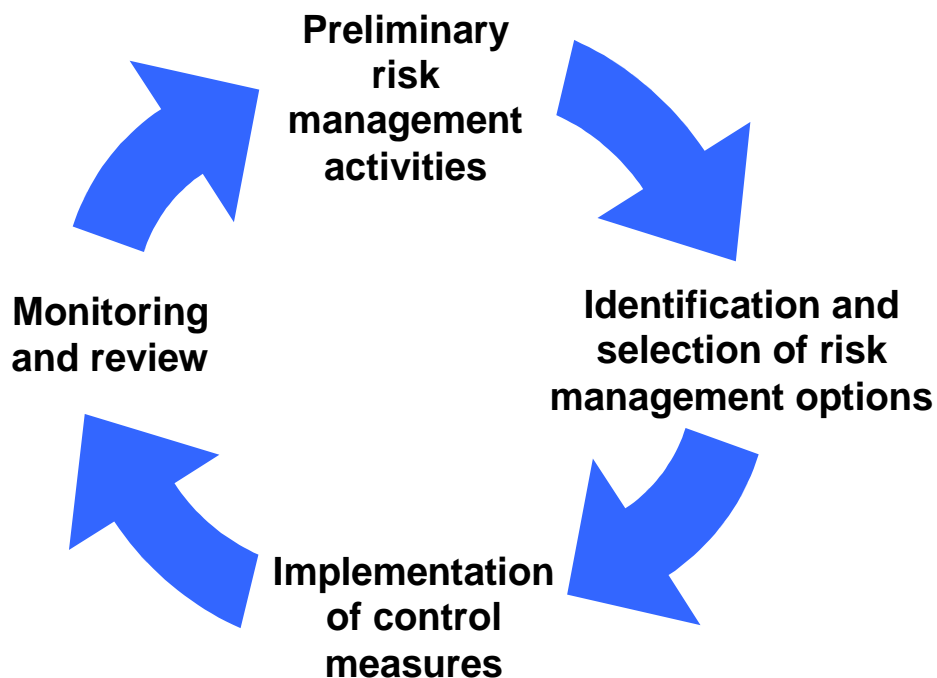 Preliminary
risk
management
activities
Identification and
selection of risk
management options
Implementation
of control
measures
Monitoring
and review